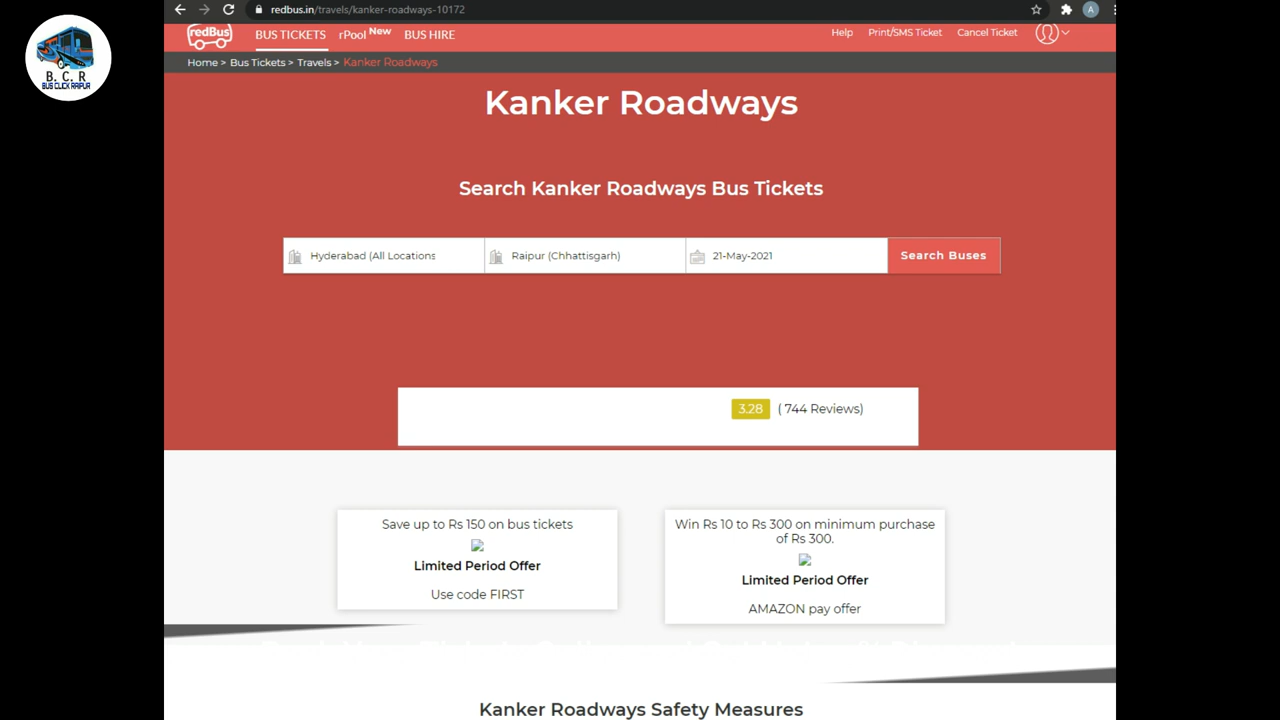 redbus.in/travels/kanker-roadways-10172
A
B. C. R
BUS CLICK RAIPUR
redBus
BUS TICKETS
rPool New
BUS HIRE
Help
Print/SMS Ticket
Cancel Ticket
Home > Bus Tickets > Travels > Kanker Roadways
Kanker Roadways
Search Kanker Roadways Bus Tickets
Hyderabad (All Locations
Raipur (Chhattisgarh)
21-May-2021
Search Buses
3.28 ( 744 Reviews)
Save up to Rs 150 on bus tickets
Limited Period Offer
Use code FIRST
Win Rs 10 to Rs 300 on minimum purchase
of Rs 300.
Limited Period Offer
AMAZON pay offer
Kanker Roadways Safety Measures